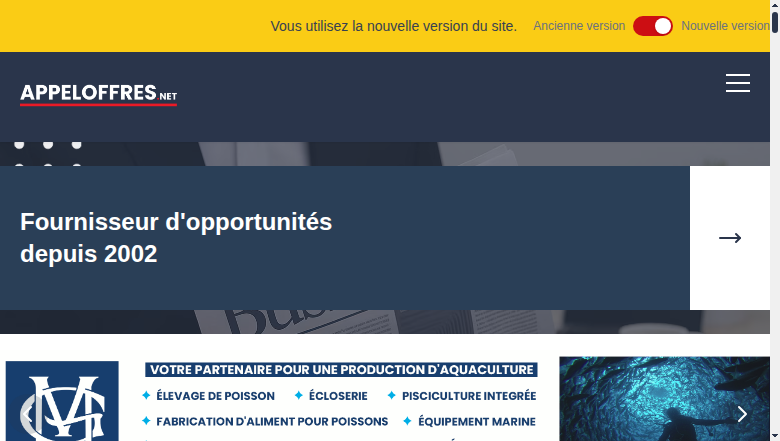 Vous utilisez la nouvelle version du site. Ancienne version Nouvelle version
APPELOFFRES.NET
Fournisseur d'opportunités
depuis 2002
Busi
VOTRE PARTENAIRE POUR UNE PRODUCTION D'AQUACULTURE
ÉLEVAGE DE POISSON ÉCLOSERIE PISCICULTURE INTEGRÉE
FABRICATION D'ALIMENT POUR POISSONS ÉQUIPEMENT MARINE